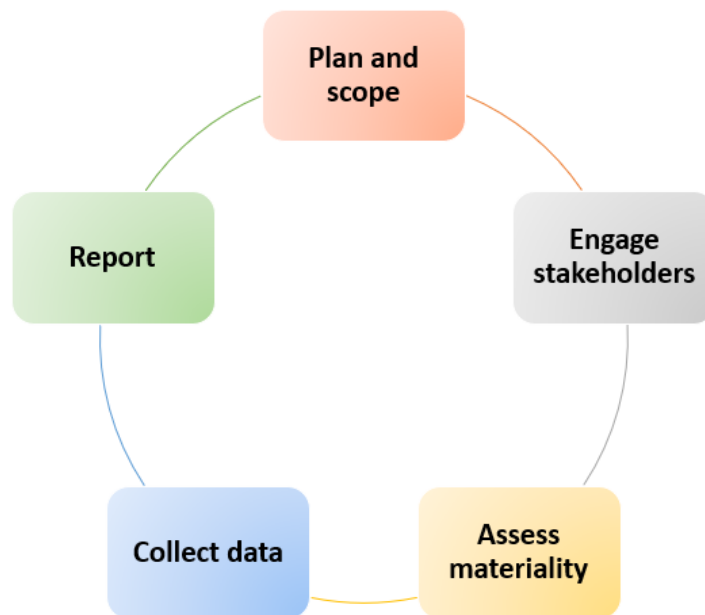 Plan and
scope
Engage
stakeholders
Assess
materiality
Collect data
Report